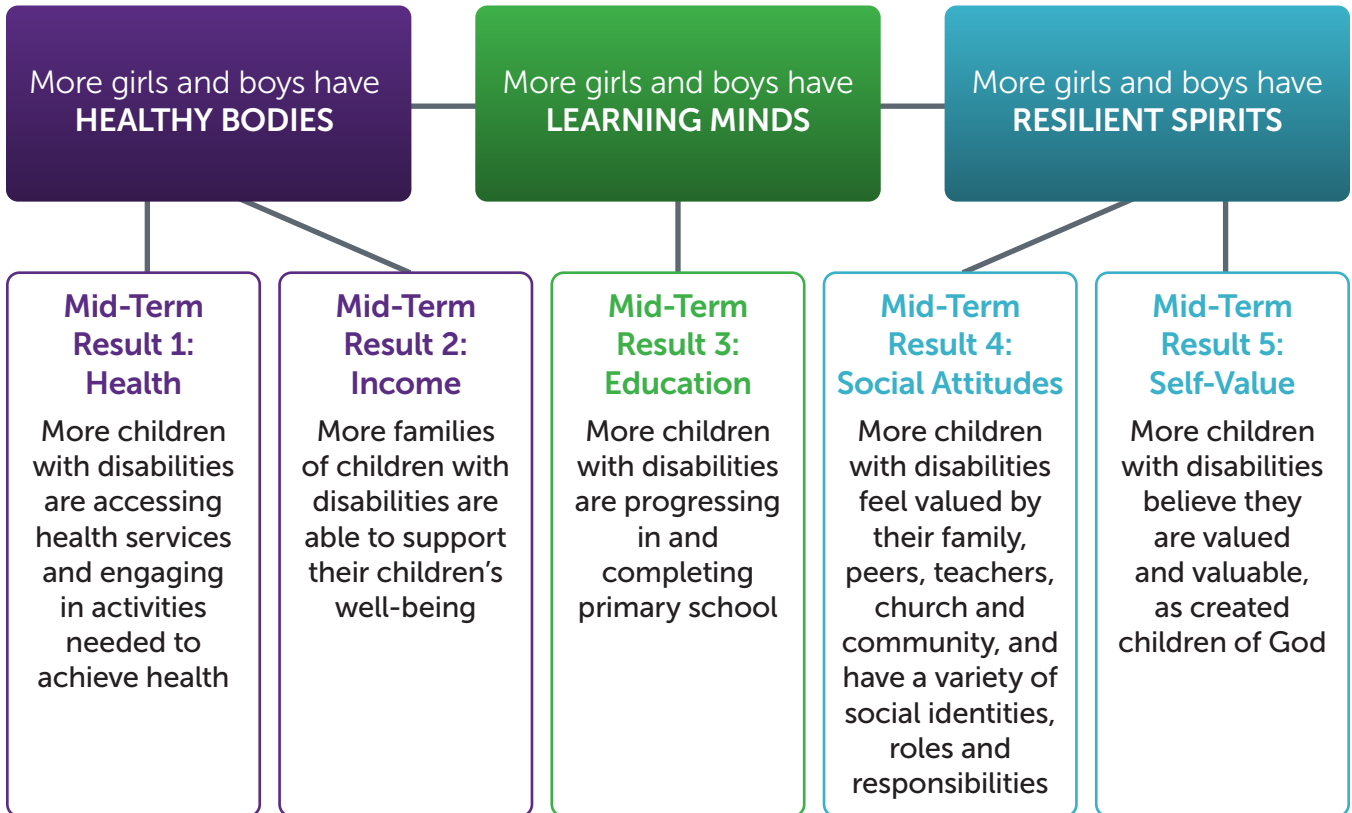 More girls and boys have
HEALTHY BODIES
More girls and boys have
LEARNING MINDS
More girls and boys have
RESILIENT SPIRITS
Mid-Term
Result 1:
Health
More children
with disabilities
are accessing
health services
and engaging
in activities
needed to
achieve health
Mid-Term
Result 2:
Income
More families
of children with
disabilities are
able to support
their children’s
well-being
Mid-Term
Result 3:
Education
More children
with disabilities
are progressing
in and
completing
primary school
Mid-Term
Result 4:
Social Attitudes
More children
with disabilities
feel valued by
their family,
peers, teachers,
church and
community, and
have a variety of
social identities,
roles and
responsibilities
Mid-Term
Result 5:
Self-Value
More children
with disabilities
believe they
are valued
and valuable,
as created
children of God